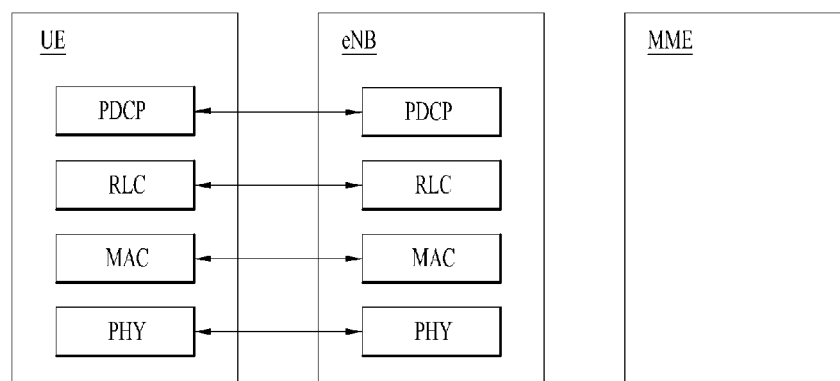 UE eNB MME
PDCP PDCP
RLC RLC
MAC MAC
PHY PHY